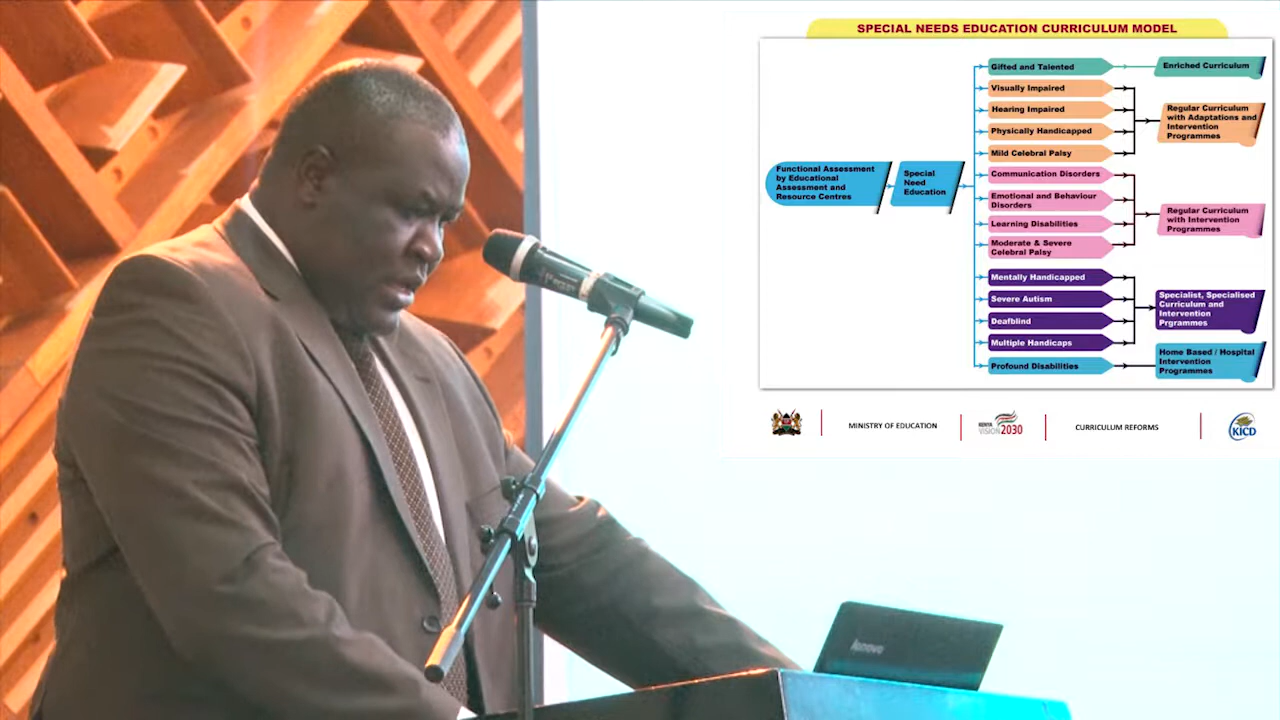 SPECIAL NEEDS EDUCATION CURRICULUM MODEL
Functional Assessment
by Educational
Assessment and
Resource Centres
Special
Need
Education
Gifted and Talented
Visually Impaired
Hearing Impaired
Physically Handicapped
Mild Celebral Palsy
Communication Disorders
Emotional and Behaviour
Disorders
Learning Disabilities
Moderate & Severe
Celebral Palsy
Mentally Handicapped
Severe Autism
Deafblind
Multiple Handicaps
Profound Disabilities
Enriched Curriculum
Regular Curriculum
with Adaptations and
Intervention
Programmes
Regular Curriculum
with Intervention
Programmes
Specialist, Specialised
Curriculum and
Intervention
Prgrammes
Home Based / Hospital
Intervention
Programmes
MINISTRY OF EDUCATION
KENYA
VISION 2030
CURRICULUM REFORMS
KICD
lenovo